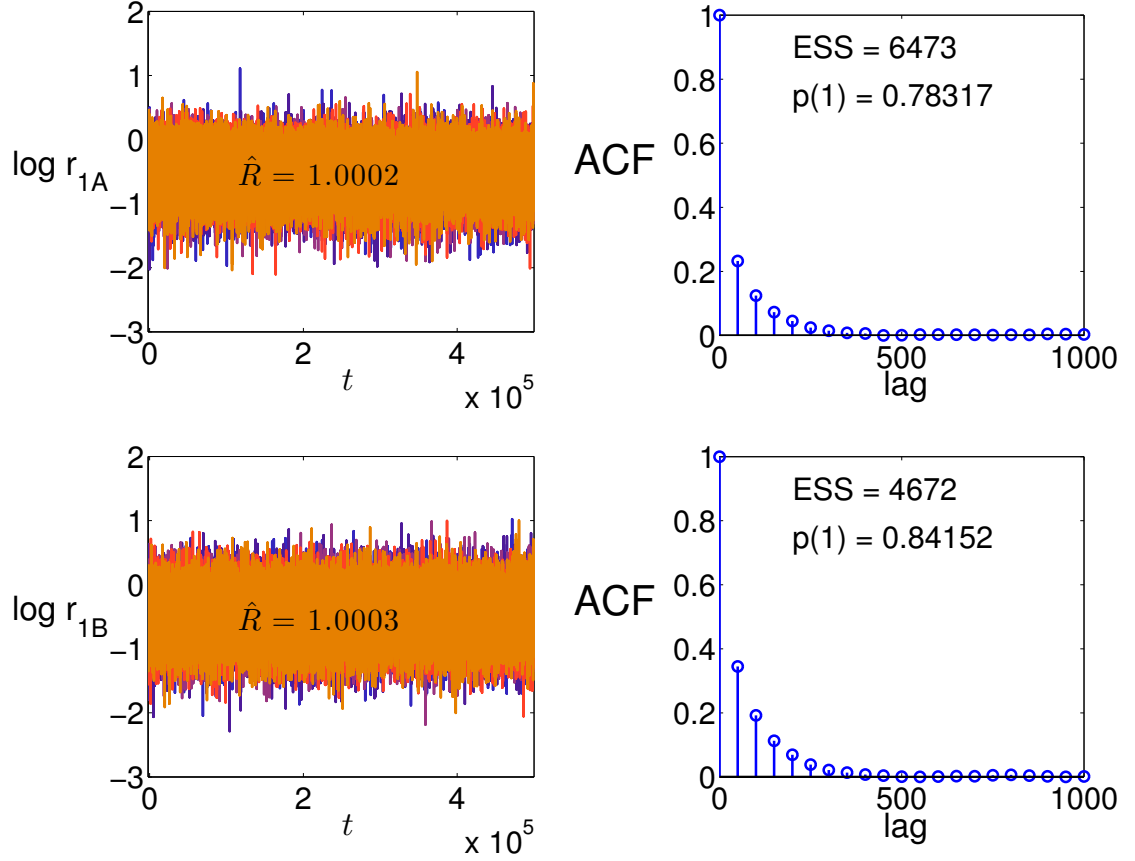 2
1
0
−1
−2
−3
log r1A
R̂ = 1.0002
0
2
4
t
x 10^5
1
0.8
0.6
0.4
0.2
0
ACF
ESS = 6473
p(1) = 0.78317
0
500
1000
lag
2
1
0
−1
−2
−3
log r1B
R̂ = 1.0003
0
2
4
t
x 10^5
1
0.8
0.6
0.4
0.2
0
ACF
ESS = 4672
p(1) = 0.84152
0
500
1000
lag